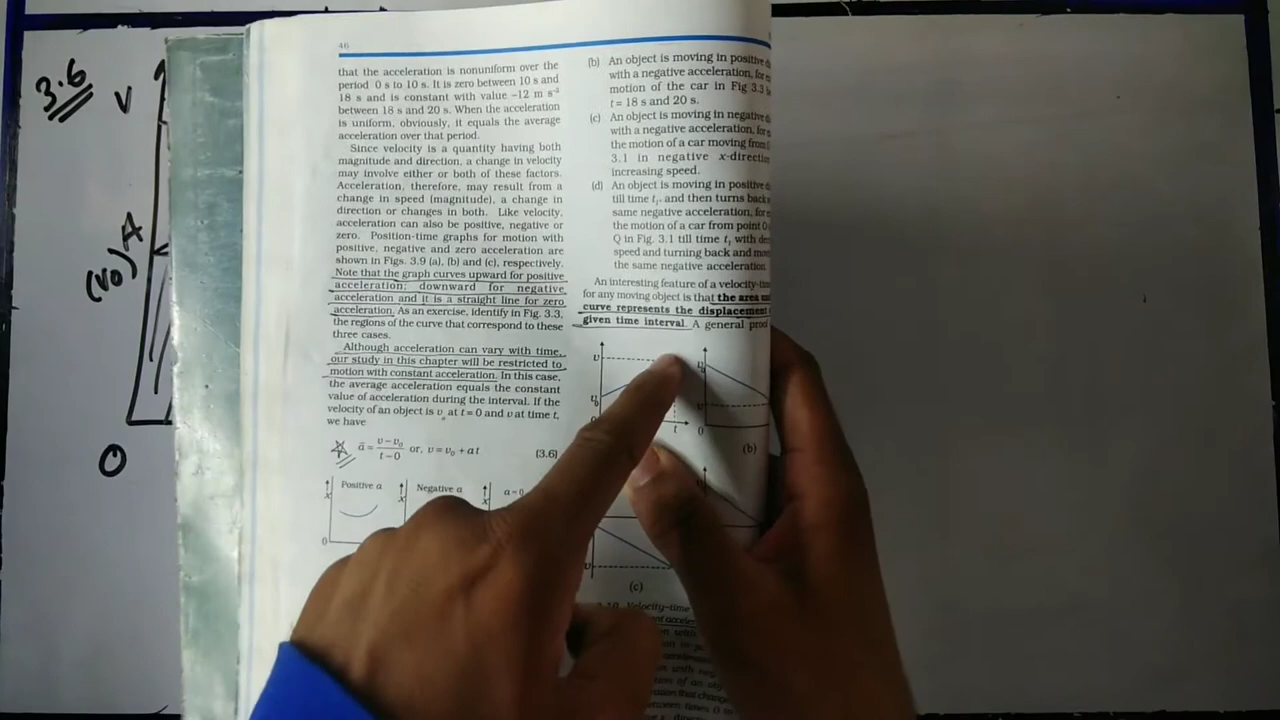 3.6
V
(v₀)
O
46
that the acceleration is nonuniform over the
period 0 s to 10 s. It is zero between 10 s and
18 s and is constant with value –12 m s⁻²
between 18 s and 20 s. When the acceleration
is uniform, obviously, it equals the average
acceleration over that period.
Since velocity is a quantity having both
magnitude and direction, a change in velocity
may involve either or both of these factors.
Acceleration, therefore, may result from a
change in speed (magnitude), a change in
direction or changes in both. Like velocity,
acceleration can also be positive, negative or
zero. Position-time graphs for motion with
positive, negative and zero acceleration are
shown in Figs. 3.9 (a), (b) and (c), respectively.
Note that the graph curves upward for positive
acceleration; downward for negative
acceleration and it is a straight line for zero
acceleration. As an exercise, identify in Fig. 3.3,
the regions of the curve that correspond to these
three cases.
Although acceleration can vary with time,
our study in this chapter will be restricted to
motion with constant acceleration. In this case,
the average acceleration equals the constant
value of acceleration during the interval. If the
velocity of an object is v₀ at t = 0 and v at time t,
we have
a̅ = (v – v₀)/(t – 0) or, v = v₀ + at (3.6)
Positive a
Negative a
a=0
x
x
x
0
(b) An object is moving in positive
with a negative acceleration, for
motion of the car in Fig 3.3
t = 18 s and 20 s.
(c) An object is moving in negative
with a negative acceleration, for
the motion of a car moving from
3.1 in negative x-direction
increasing speed.
(d) An object is moving in positive
till time t₁, and then turns back
same negative acceleration, for
the motion of a car from point O
Q in Fig. 3.1 till time t₁ with
speed and turning back and
the same negative acceleration.
An interesting feature of a velocity-time
for any moving object is that the area
curve represents the displacement
given time interval. A general proof
v
v₀
t
0
v
(b)
v
(c)
Velocity-time